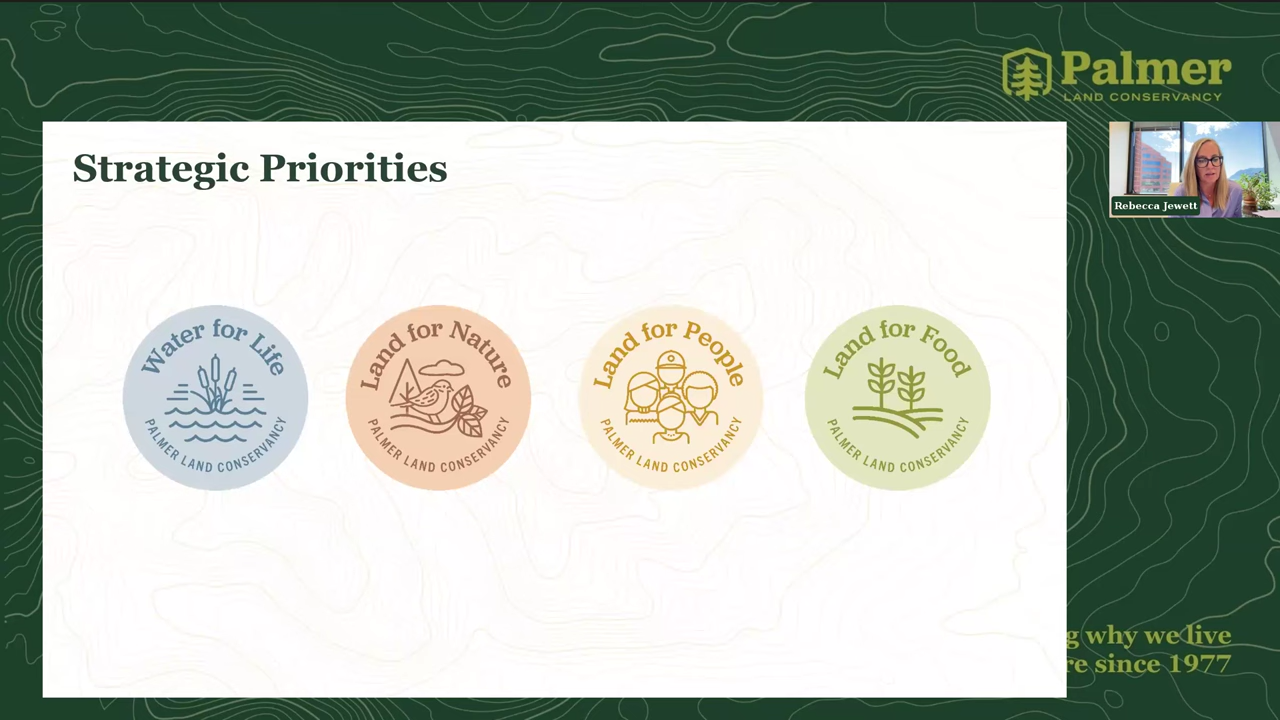 Palmer
LAND CONSERVANCY
Strategic Priorities
Rebecca Jewett
Water for Life
PALMER LAND CONSERVANCY
Land for Nature
PALMER LAND CONSERVANCY
Land for People
PALMER LAND CONSERVANCY
Land for Food
PALMER LAND CONSERVANCY
why we live
since 1977